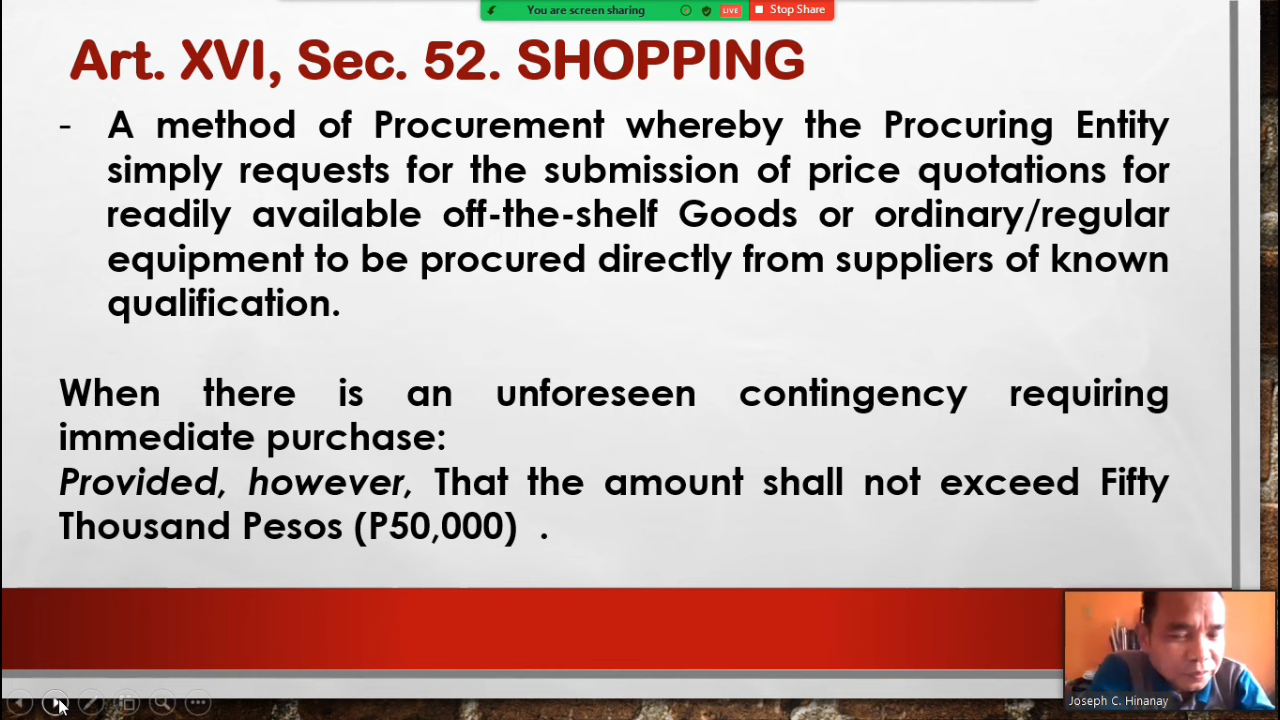 You are screen sharing LIVE Stop Share
Art. XVI, Sec. 52. SHOPPING
- A method of Procurement whereby the Procuring Entity
simply requests for the submission of price quotations for
readily available off-the-shelf Goods or ordinary/regular
equipment to be procured directly from suppliers of known
qualification.
When there is an unforeseen contingency requiring
immediate purchase:
Provided, however, That the amount shall not exceed Fifty
Thousand Pesos (P50,000) .
Joseph C. Hinanay